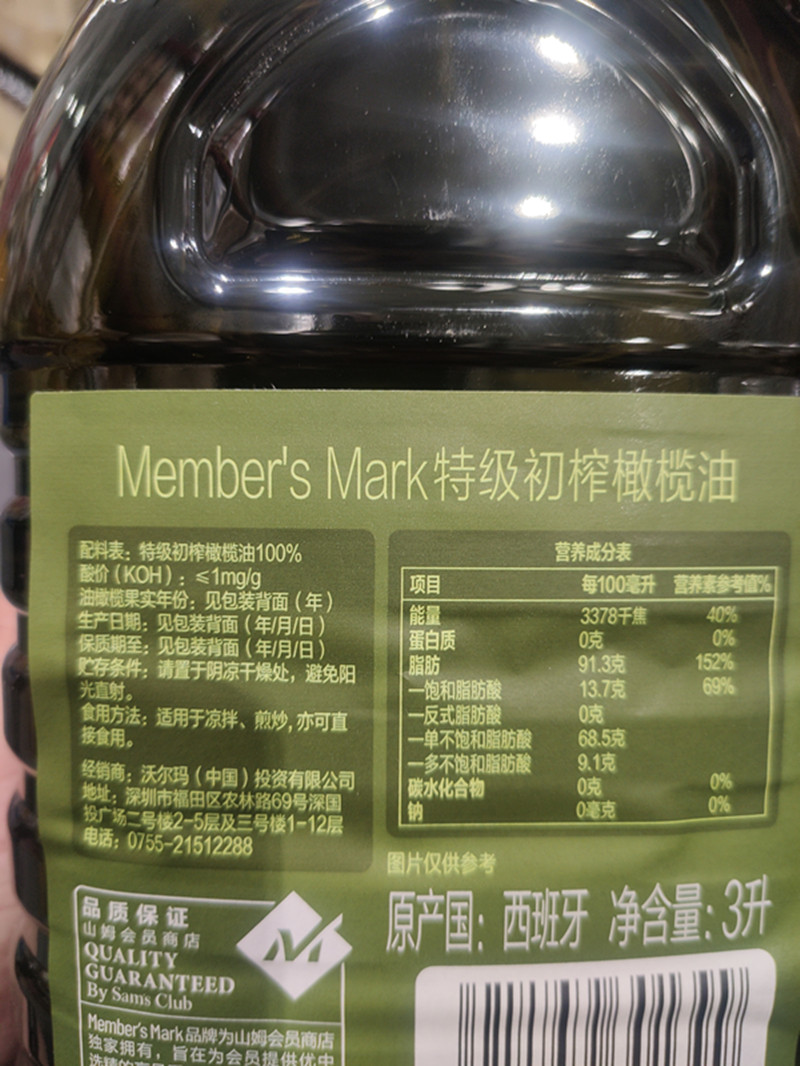 Member's Mark特级初榨橄榄油
配料表：特级初榨橄榄油100%
酸价（KOH）：≤1mg/g
油橄榄果实年份：见包装背面（年）
生产日期：见包装背面（年/月/日）
保质期至：见包装背面（年/月/日）
贮存条件：请置于阴凉干燥处，避免阳
光直射。
食用方法：适用于凉拌、煎炒，亦可直
接食用。
经销商：沃尔玛（中国）投资有限公司
地址：深圳市福田区农林路69号深国
投广场二号楼2-5层及三号楼1-12层
电话：0755-21512288
营养成分表
项目 每100毫升 营养素参考值%
能量 3378千焦 40%
蛋白质 0克 0%
脂肪 91.3克 152%
—饱和脂肪酸 13.7克 69%
—反式脂肪酸 0克
—单不饱和脂肪酸 68.5克
—多不饱和脂肪酸 9.1克
碳水化合物 0克 0%
钠 0毫克 0%
图片仅供参考
原产国：西班牙 净含量：3升
品质保证
山姆会员商店
QUALITY
GUARANTEED
By Sams Club
M
Member's Mark品牌为山姆会员商店
独家拥有，旨在为会员提供优中